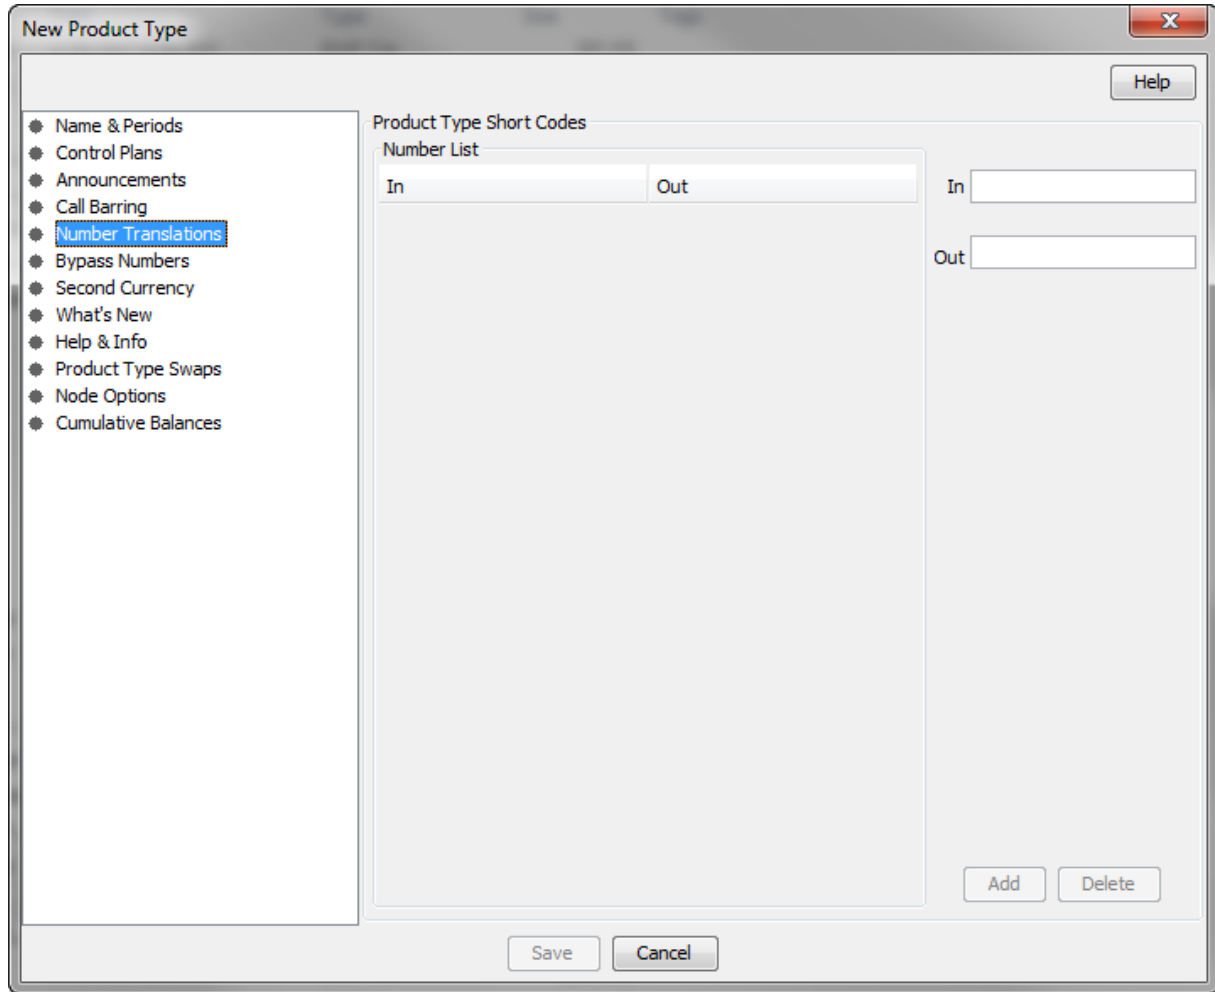 New Product Type
Help
Name & Periods
Control Plans
Announcements
Call Barring
Number Translations
Bypass Numbers
Second Currency
What's New
Help & Info
Product Type Swaps
Node Options
Cumulative Balances
Product Type Short Codes
Number List
In Out
In
Out
Add Delete
Save Cancel